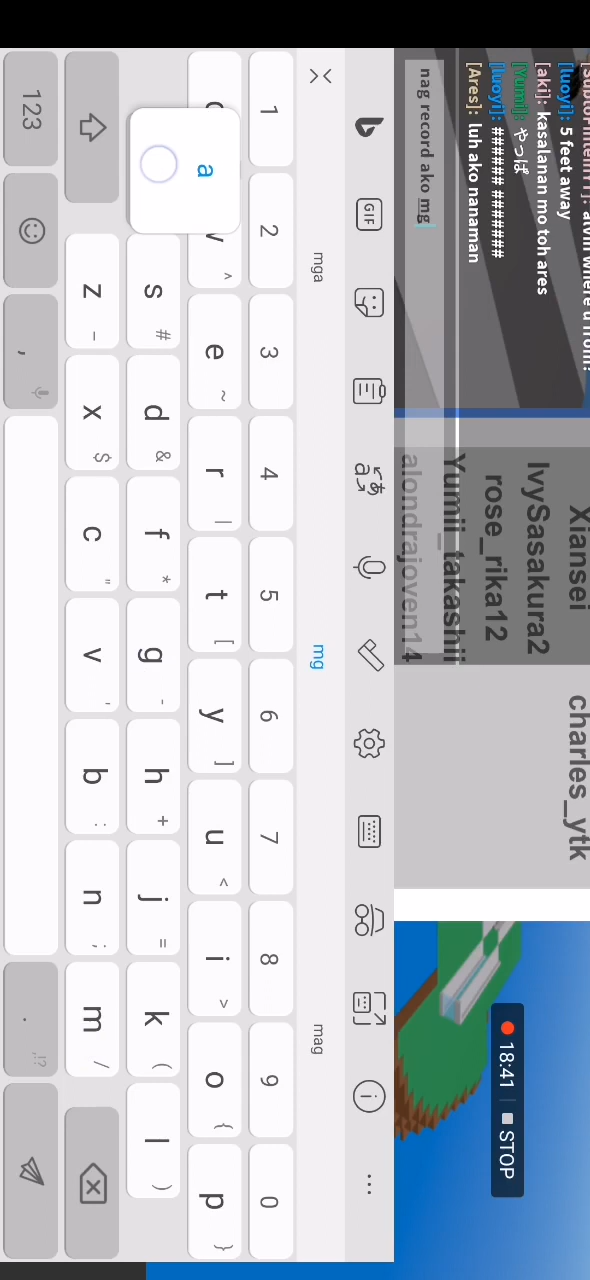 [luoyi]: 5 feet away
[aki]: kasalanan mo toh ares
[Yumi]: やっぱ
[luoyi]: ###### #######
[Ares]: luh ako nanaman
nag record ako mg
Xiansei
IvySasakura2
rose_rika12
Yumii_takashii
alondrajoven14
charles_ytk
18:41 STOP
GIF
mga mg mag
1 2 3 4 5 6 7 8 9 0
e ~ r | t [ y ] u < i > o { p }
a
s # d & f * g - h + j = k ( l )
z _ x $ c " v ' b : n ; m /
123 , . ,!?